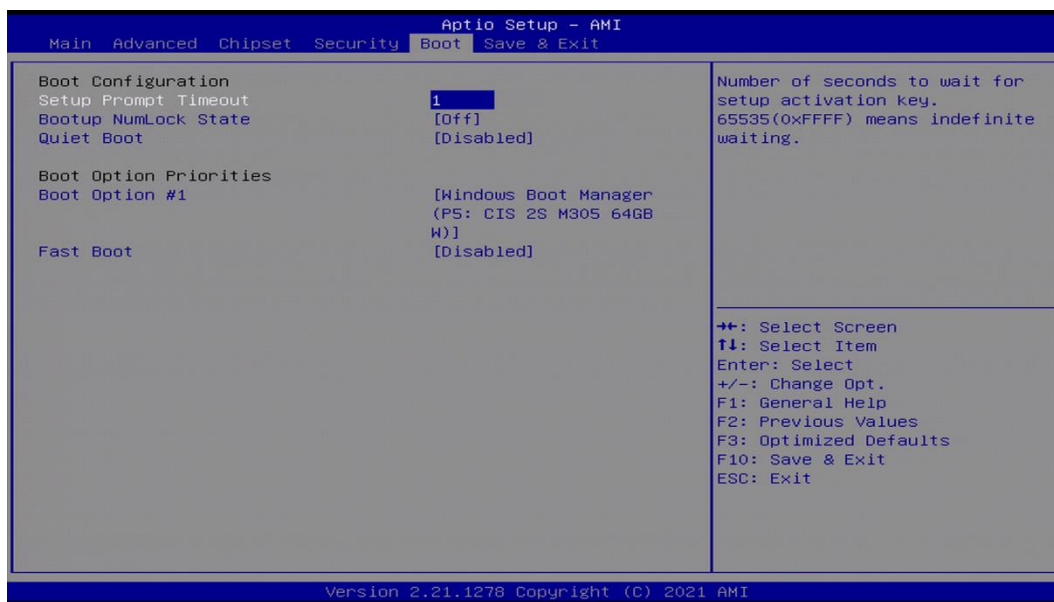 Aptio Setup - AMI
Main Advanced Chipset Security Boot Save & Exit
Boot Configuration
Setup Prompt Timeout 1
Bootup NumLock State [Off]
Quiet Boot [Disabled]
Boot Option Priorities
Boot Option #1 [Windows Boot Manager
(P5: CIS 2S M305 64GB
W)]
Fast Boot [Disabled]
Number of seconds to wait for
setup activation key.
65535(0xFFFF) means indefinite
waiting.
→←: Select Screen
↑↓: Select Item
Enter: Select
+/-: Change Opt.
F1: General Help
F2: Previous Values
F3: Optimized Defaults
F10: Save & Exit
ESC: Exit
Version 2.21.1278 Copyright (C) 2021 AMI